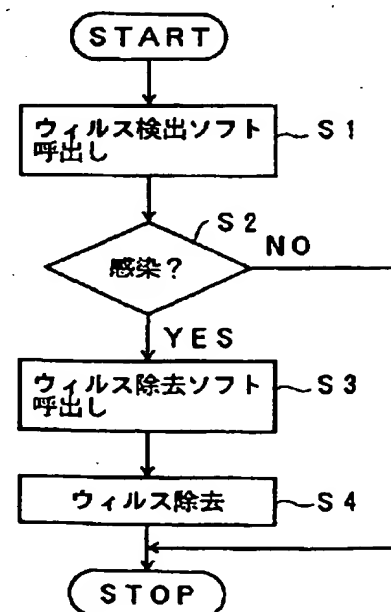 START
ウィルス検出ソフト
呼出し
S1
S2
NO
感染？
YES
ウィルス除去ソフト
呼出し
S3
ウィルス除去
S4
STOP